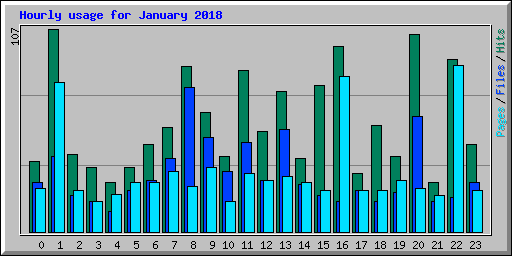 Hourly usage for January 2018
107
Pages/Files/Hits
0 1 2 3 4 5 6 7 8 9 10 11 12 13 14 15 16 17 18 19 20 21 22 23